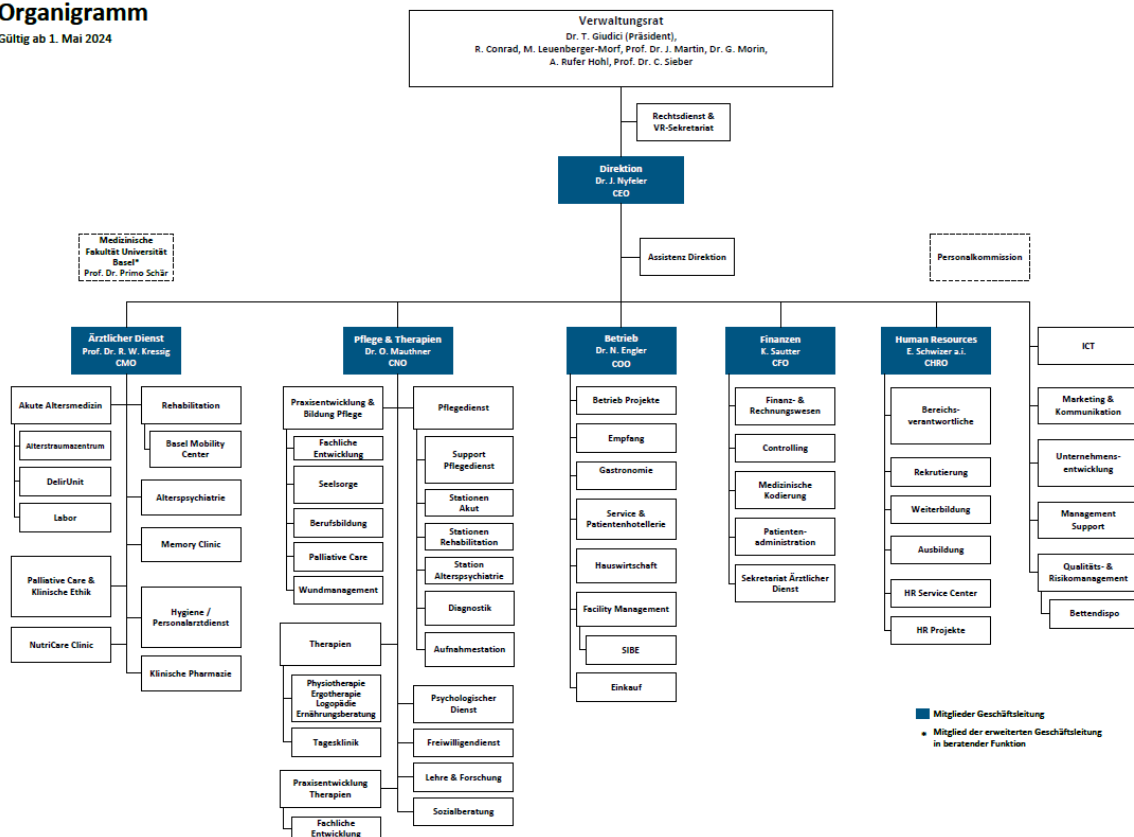 Organigramm
Gültig ab 1. Mai 2024
Verwaltungsrat
Dr. T. Giudici (Präsident),
R. Conrad, M. Leuenberger-Morf, Prof. Dr. J. Martin, Dr. G. Morin,
A. Rufer Hohl, Prof. Dr. C. Sieber
Rechtsdienst &
VR-Sekretariat
Direktion
Dr. J. Nyfeler
CEO
Medizinische
Fakultät Universität
Basel*
Prof. Dr. Primo Schär
Assistenz Direktion
Personalkommission
Ärztlicher Dienst
Prof. Dr. R. W. Kressig
CMO
Akute Altersmedizin
Alterstraumazentrum
DelirUnit
Labor
Palliative Care &
Klinische Ethik
NutriCare Clinic
Rehabilitation
Basel Mobility
Center
Alterspsychiatrie
Memory Clinic
Hygiene /
Personalarztdienst
Klinische Pharmazie
Pflege & Therapien
Dr. O. Mauthner
CNO
Praxisentwicklung &
Bildung Pflege
Fachliche
Entwicklung
Seelsorge
Berufsbildung
Palliative Care
Wundmanagement
Therapien
Physiotherapie
Ergotherapie
Logopädie
Ernährungsberatung
Tagesklinik
Praxisentwicklung
Therapien
Fachliche
Entwicklung
Pflegedienst
Support
Pflegedienst
Stationen
Akut
Stationen
Rehabilitation
Station
Alterspsychiatrie
Diagnostik
Aufnahmestation
Psychologischer
Dienst
Freiwilligendienst
Lehre & Forschung
Sozialberatung
Betrieb
Dr. N. Engler
COO
Betrieb Projekte
Empfang
Gastronomie
Service &
Patientenhotellerie
Hauswirtschaft
Facility Management
SIBE
Einkauf
Finanzen
K. Sautter
CFO
Finanz- &
Rechnungswesen
Controlling
Medizinische
Kodierung
Patienten-
administration
Sekretariat Ärztlicher
Dienst
Human Resources
E. Schwizer a.i.
CHRO
Bereichs-
verantwortliche
Rekrutierung
Weiterbildung
Ausbildung
HR Service Center
HR Projekte
ICT
Marketing &
Kommunikation
Unternehmens-
entwicklung
Management
Support
Qualitäts- &
Risikomanagement
Bettendispo
Mitglieder Geschäftsleitung
* Mitglied der erweiterten Geschäftsleitung
in beratender Funktion